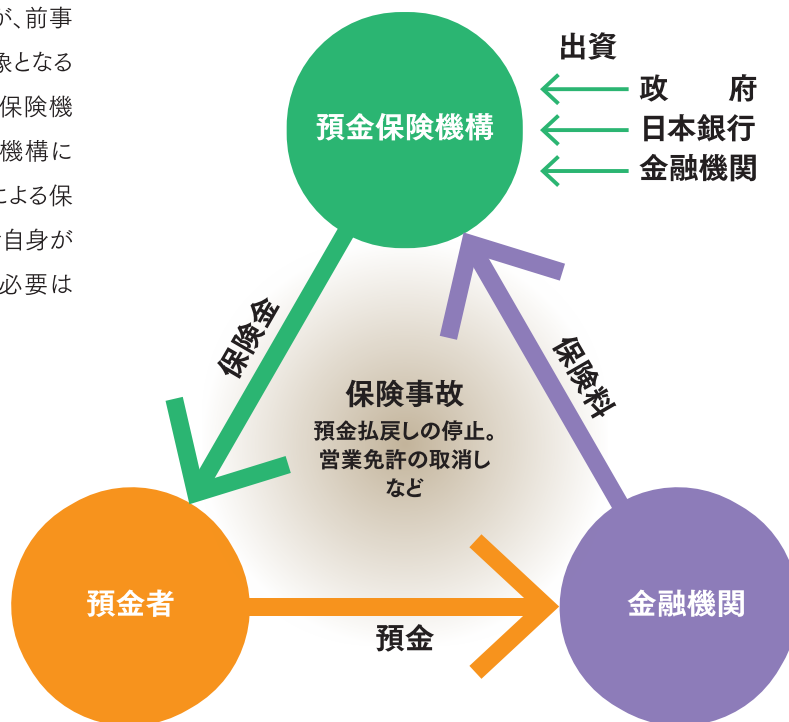 が、前事
象となる
保険機
機構に
による保
自身が
必要は
出資
政　府
日本銀行
金融機関
預金保険機構
保険金
保険料
保険事故
預金払戻しの停止。
営業免許の取消し
など
預金者
預金
金融機関